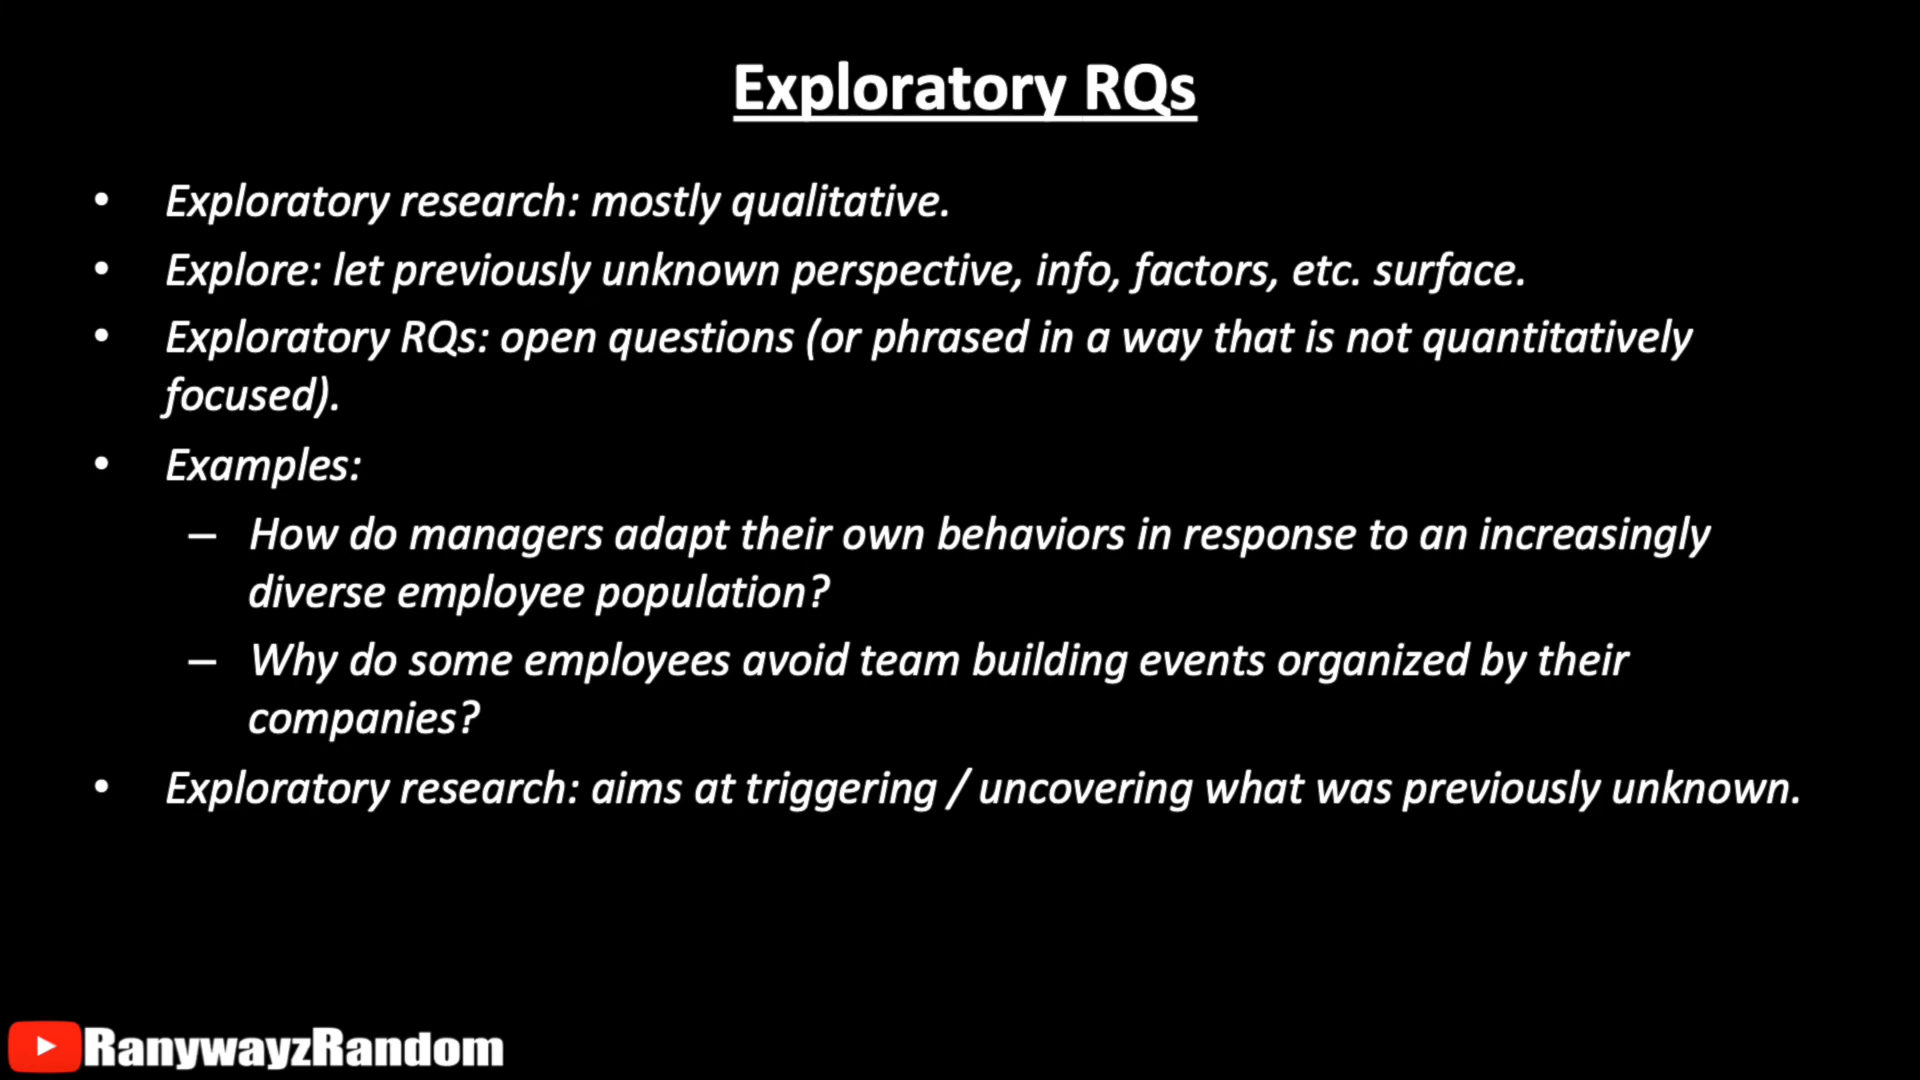 Exploratory RQs
• Exploratory research: mostly qualitative.
• Explore: let previously unknown perspective, info, factors, etc. surface.
• Exploratory RQs: open questions (or phrased in a way that is not quantitatively
focused).
• Examples:
– How do managers adapt their own behaviors in response to an increasingly
diverse employee population?
– Why do some employees avoid team building events organized by their
companies?
• Exploratory research: aims at triggering / uncovering what was previously unknown.
RanywayzRandom